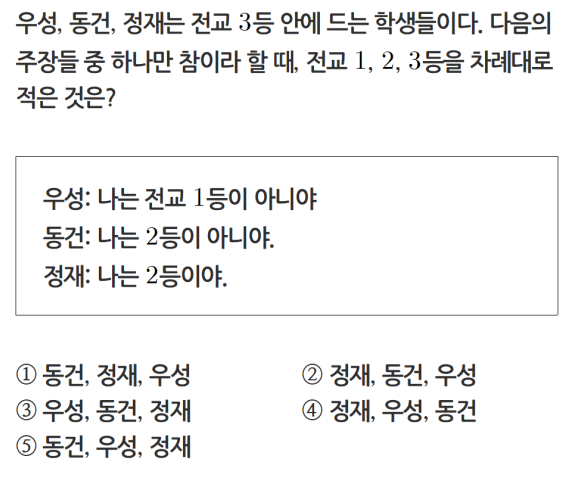 우성, 동건, 정재는 전교 3등 안에 드는 학생들이다. 다음의
주장들 중 하나만 참이라 할 때, 전교 1, 2, 3등을 차례대로
적은 것은?
우성: 나는 전교 1등이 아니야
동건: 나는 2등이 아니야.
정재: 나는 2등이야.
① 동건, 정재, 우성 ② 정재, 동건, 우성
③ 우성, 동건, 정재 ④ 정재, 우성, 동건
⑤ 동건, 우성, 정재